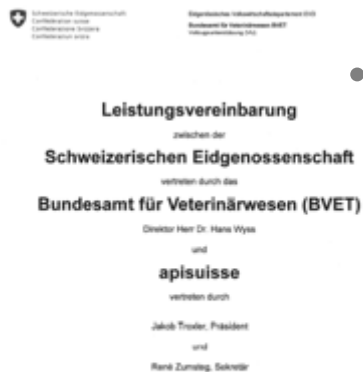 Schweizerische Eidgenossenschaft
Confédération suisse
Confederazione Svizzera
Confederaziun svizra
Eidgenössisches Volkswirtschaftsdepartement EVD
Bundesamt für Veterinärwesen BVET
Leistungsvereinbarung
zwischen der
Schweizerischen Eidgenossenschaft
vertreten durch das
Bundesamt für Veterinärwesen (BVET)
Direktor Herr Dr. Hans Wyss
und
apisuisse
vertreten durch
Jakob Troxler, Präsident
und
René Zumsteg, Sekretär